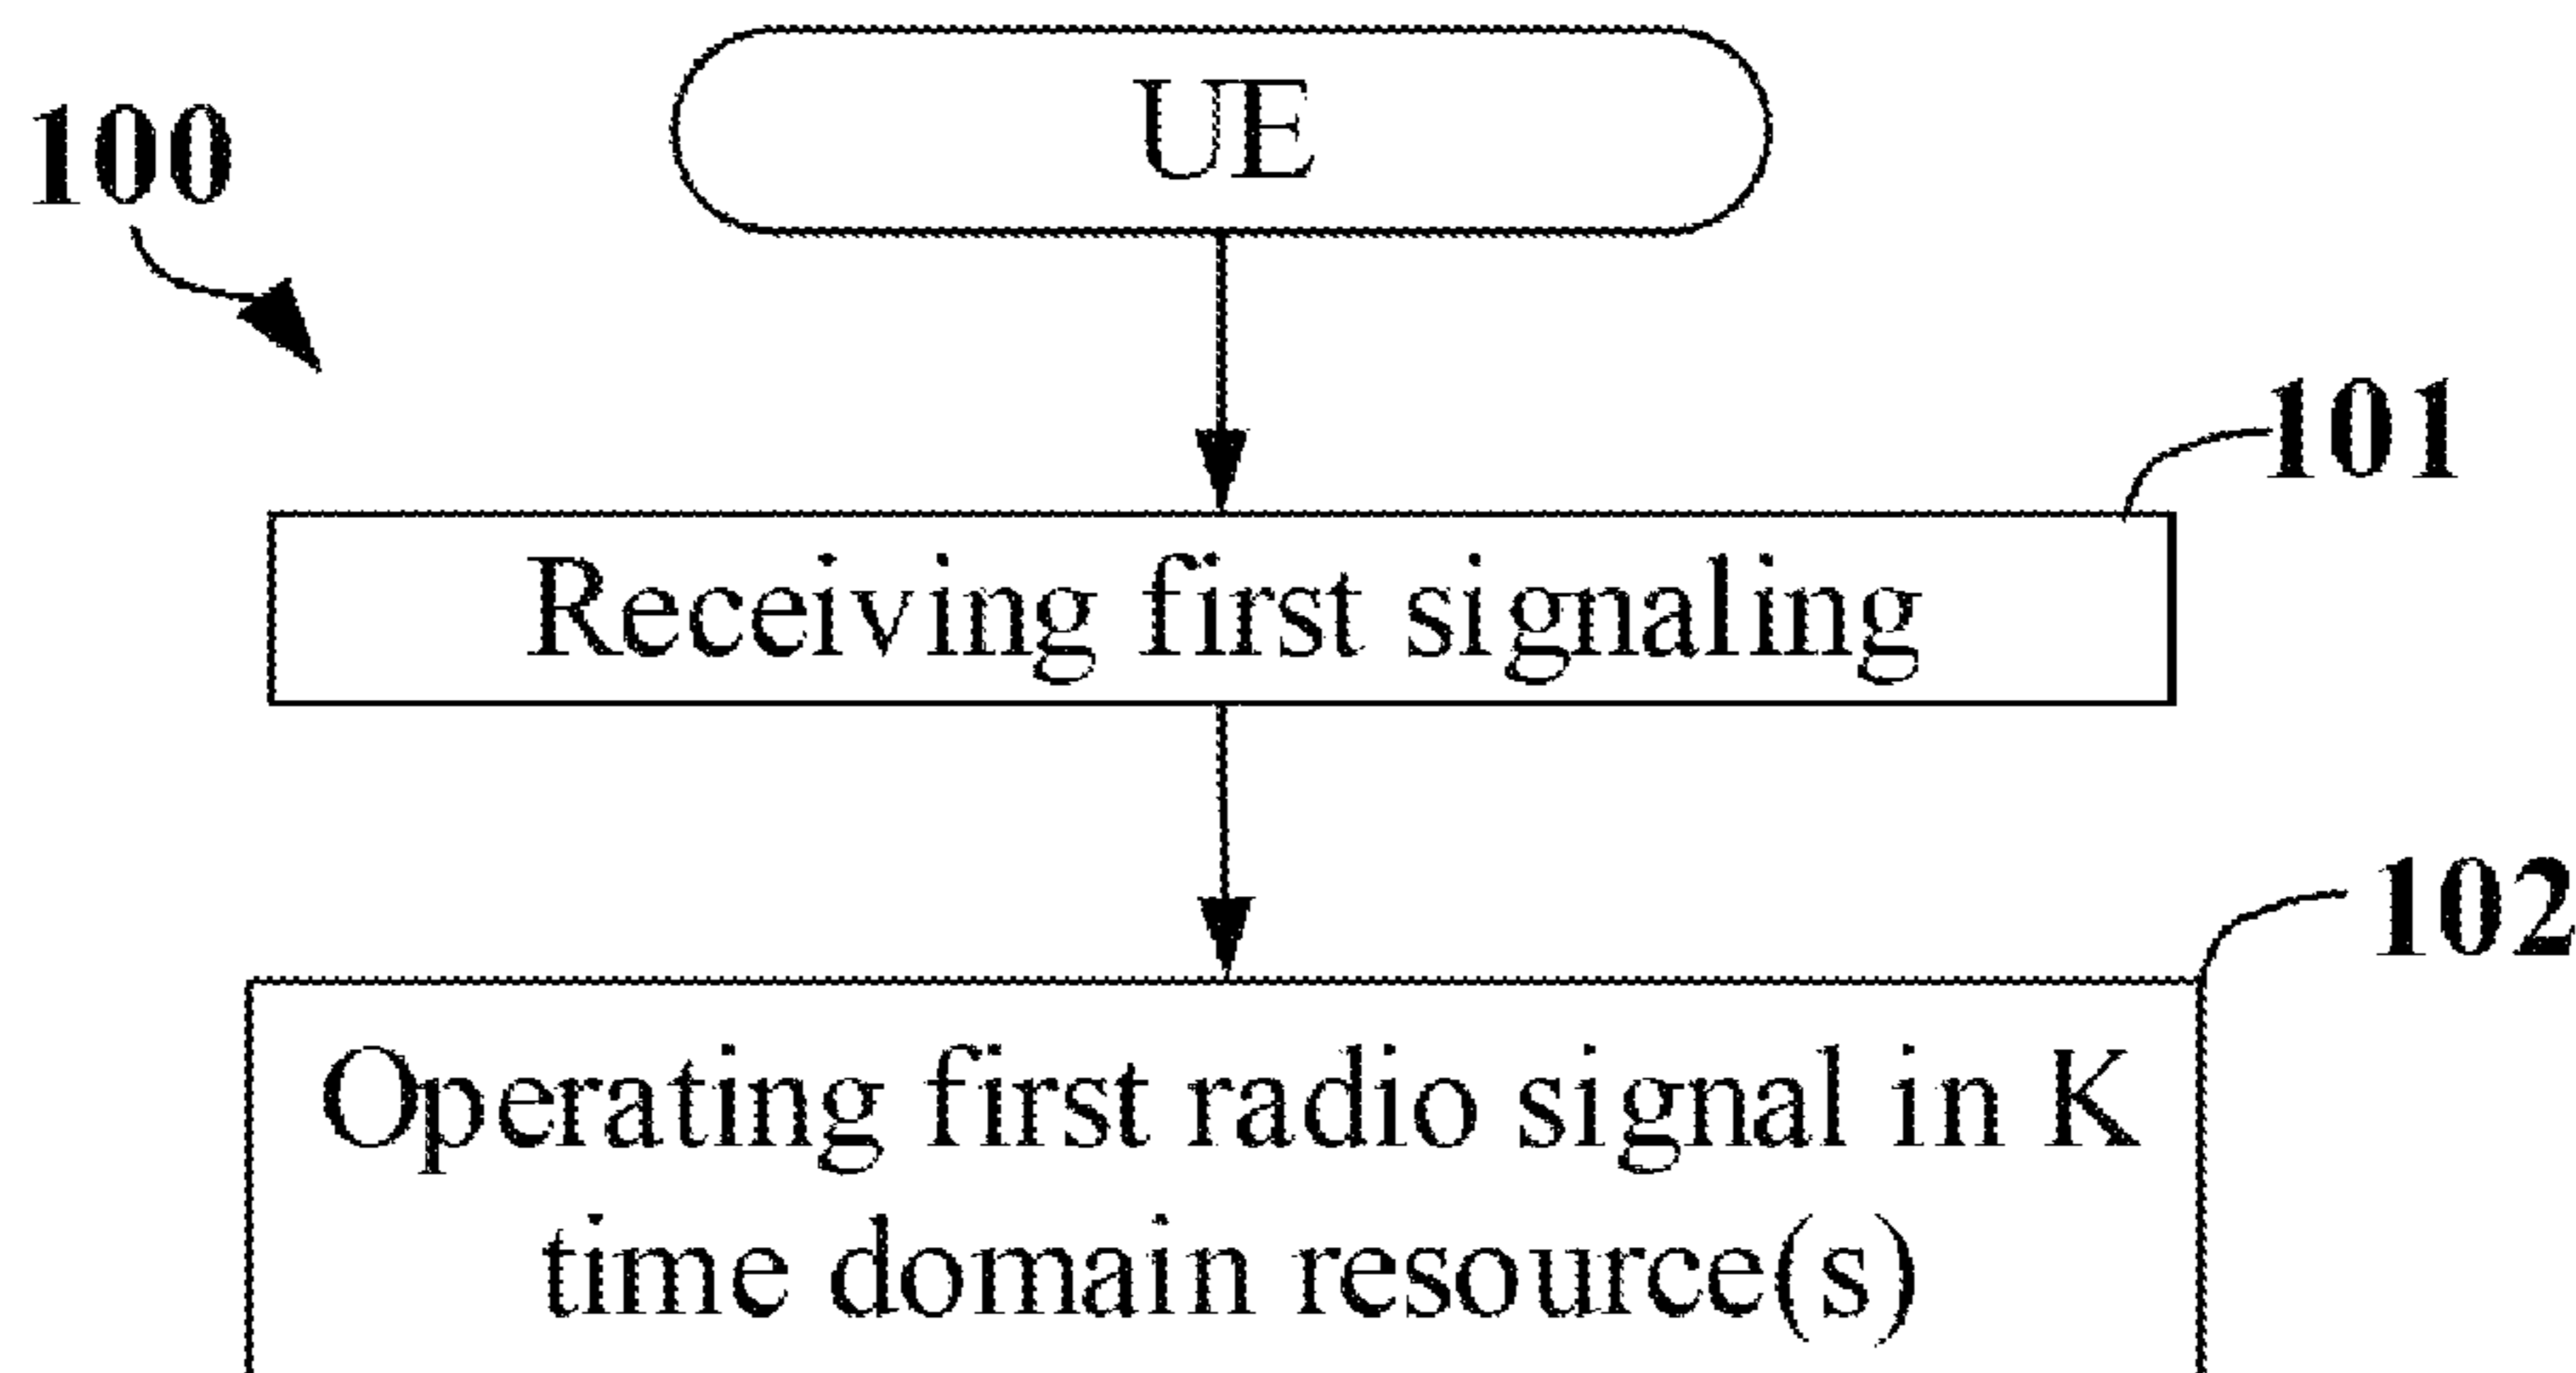 UE
100
101
Receiving first signaling
102
Operating first radio signal in K
time domain resource(s)